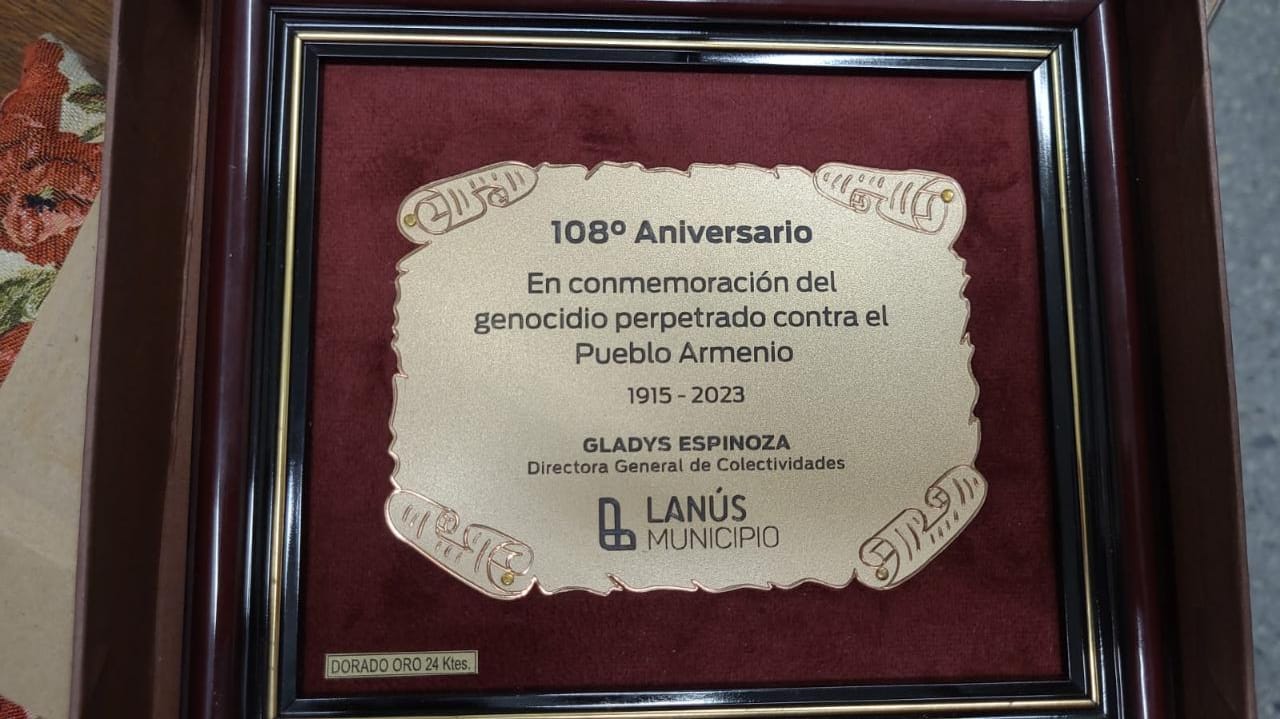 108º Aniversario
En conmemoración del
genocidio perpetrado contra el
Pueblo Armenio
1915 - 2023
GLADYS ESPINOZA
Directora General de Colectividades
LANÚS
MUNICIPIO
DORADO ORO 24 Ktes.